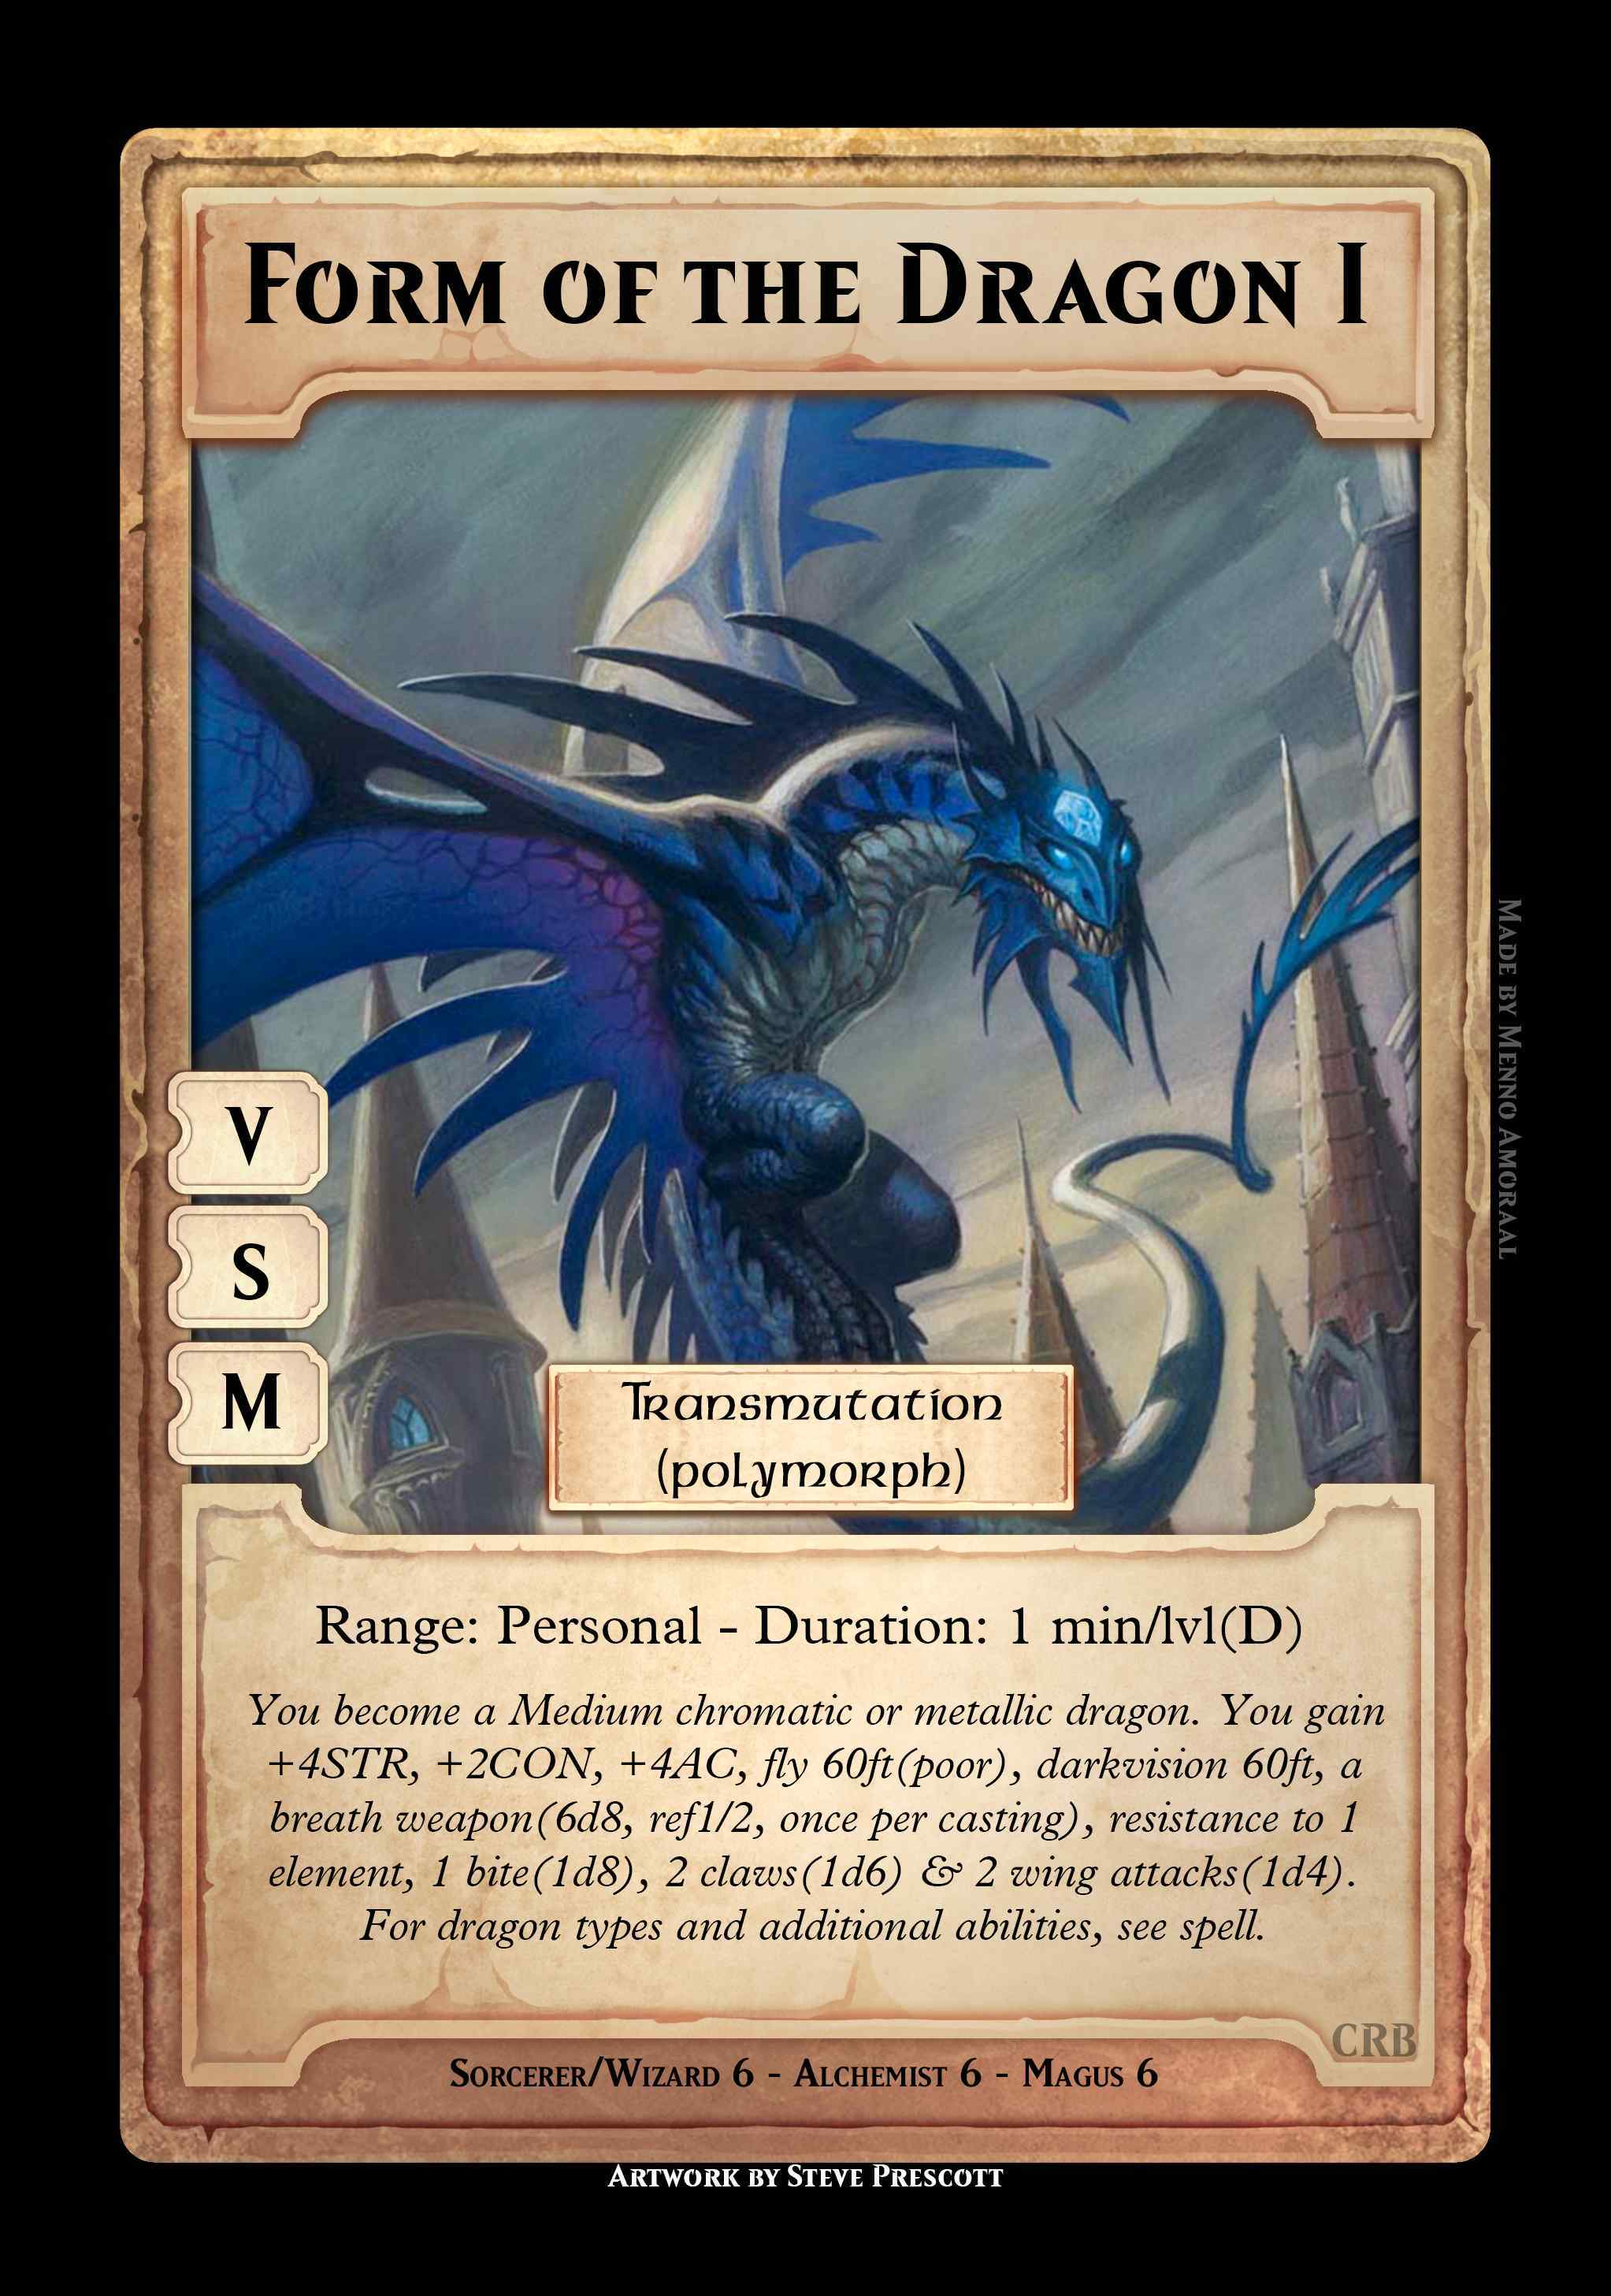 Form of the Dragon I
V
S
M
Transmutation
(polymorph)
Range: Personal - Duration: 1 min/lvl(D)
You become a Medium chromatic or metallic dragon. You gain
+4STR, +2CON, +4AC, fly 60ft(poor), darkvision 60ft, a
breath weapon(6d8, ref1/2, once per casting), resistance to 1
element, 1 bite(1d8), 2 claws(1d6) & 2 wing attacks(1d4).
For dragon types and additional abilities, see spell.
CRB
Sorcerer/Wizard 6 - Alchemist 6 - Magus 6
Artwork by Steve Prescott
Made by Menno Amoraal